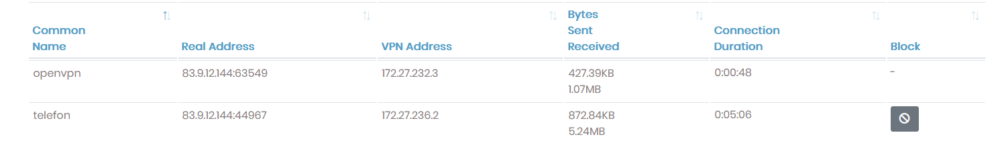 Common Name
Real Address
VPN Address
Bytes Sent Received
Connection Duration
Block
openvpn 83.9.12.144:63549 172.27.232.3 427.39KB 0:00:48 -
1.07MB
telefon 83.9.12.144:44967 172.27.236.2 872.84KB 0:05:06
5.24MB